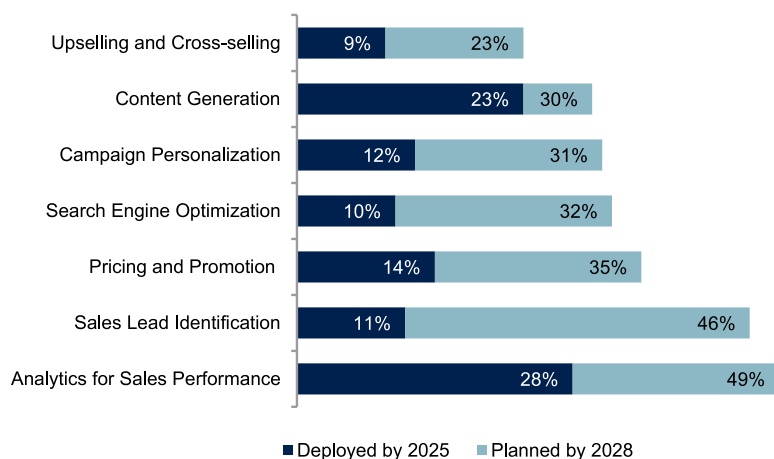 Upselling and Cross-selling 9% 23%
Content Generation 23% 30%
Campaign Personalization 12% 31%
Search Engine Optimization 10% 32%
Pricing and Promotion 14% 35%
Sales Lead Identification 11% 46%
Analytics for Sales Performance 28% 49%
Deployed by 2025 Planned by 2028